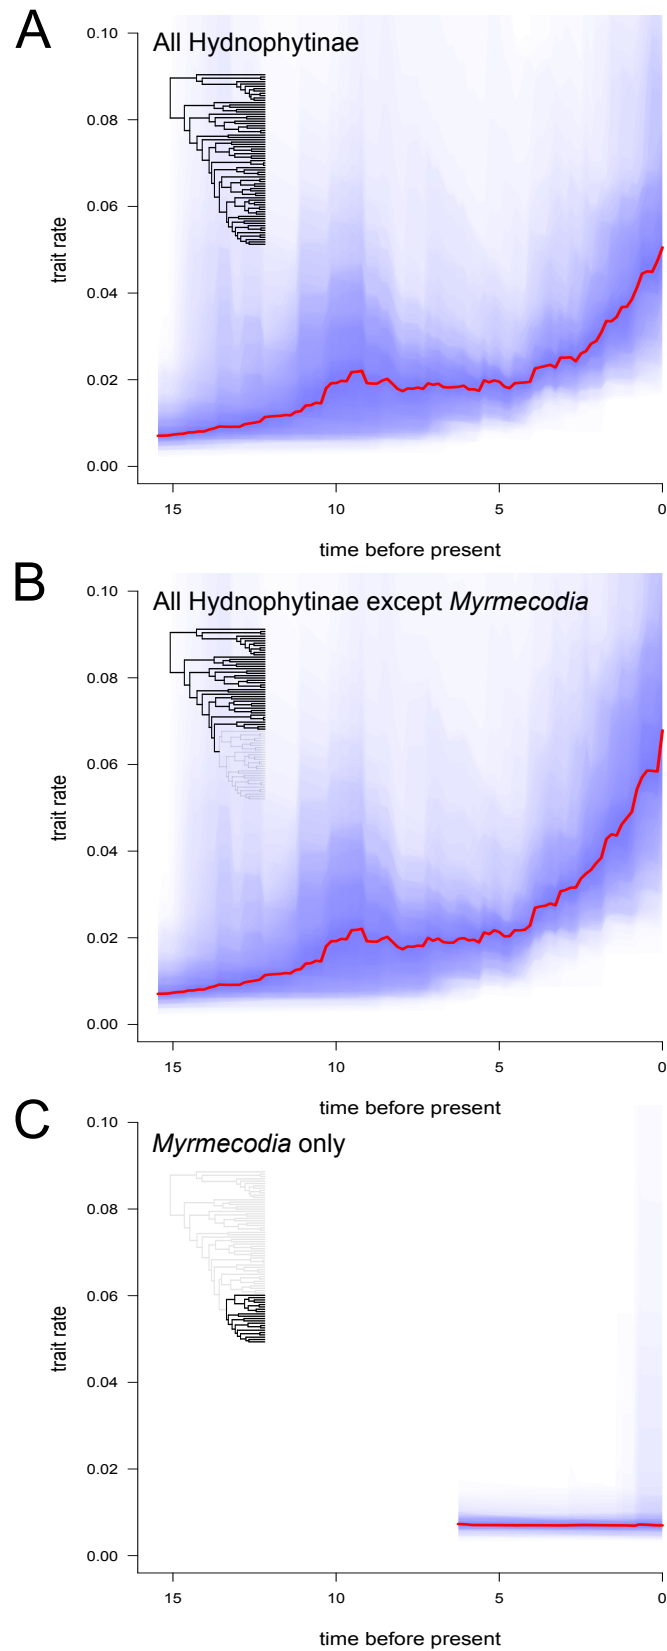 A
All Hydnophytinae
0.10
0.08
0.06
0.04
0.02
0.00
trait rate
15
10
5
0
time before present
B
All Hydnophytinae except Myrmecodia
0.10
0.08
0.06
0.04
0.02
0.00
trait rate
15
10
5
0
time before present
C
Myrmecodia only
0.10
0.08
0.06
0.04
0.02
0.00
trait rate
15
10
5
0
time before present